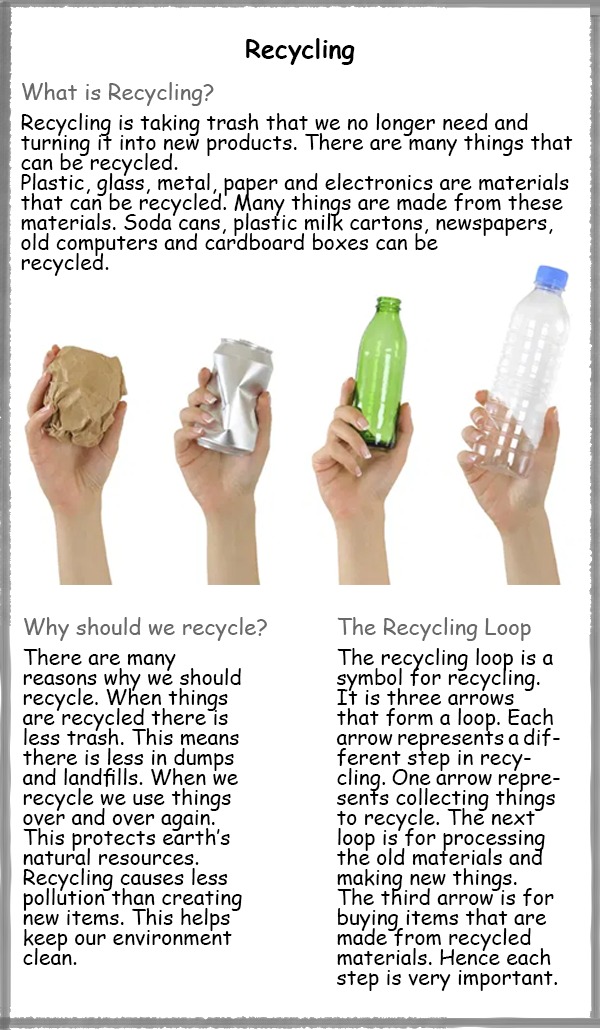 Recycling
What is Recycling?
Recycling is taking trash that we no longer need and
turning it into new products. There are many things that
can be recycled.
Plastic, glass, metal, paper and electronics are materials
that can be recycled. Many things are made from these
materials. Soda cans, plastic milk cartons, newspapers,
old computers and cardboard boxes can be
recycled.
Why should we recycle?
There are many
reasons why we should
recycle. When things
are recycled there is
less trash. This means
there is less in dumps
and landfills. When we
recycle we use things
over and over again.
This protects earth's
natural resources.
Recycling causes less
pollution than creating
new items. This helps
keep our environment
clean.
The Recycling Loop
The recycling loop is a
symbol for recycling.
It is three arrows
that form a loop. Each
arrow represents a dif-
ferent step in recy-
cling. One arrow repre-
sents collecting things
to recycle. The next
loop is for processing
the old materials and
making new things.
The third arrow is for
buying items that are
made from recycled
materials. Hence each
step is very important.